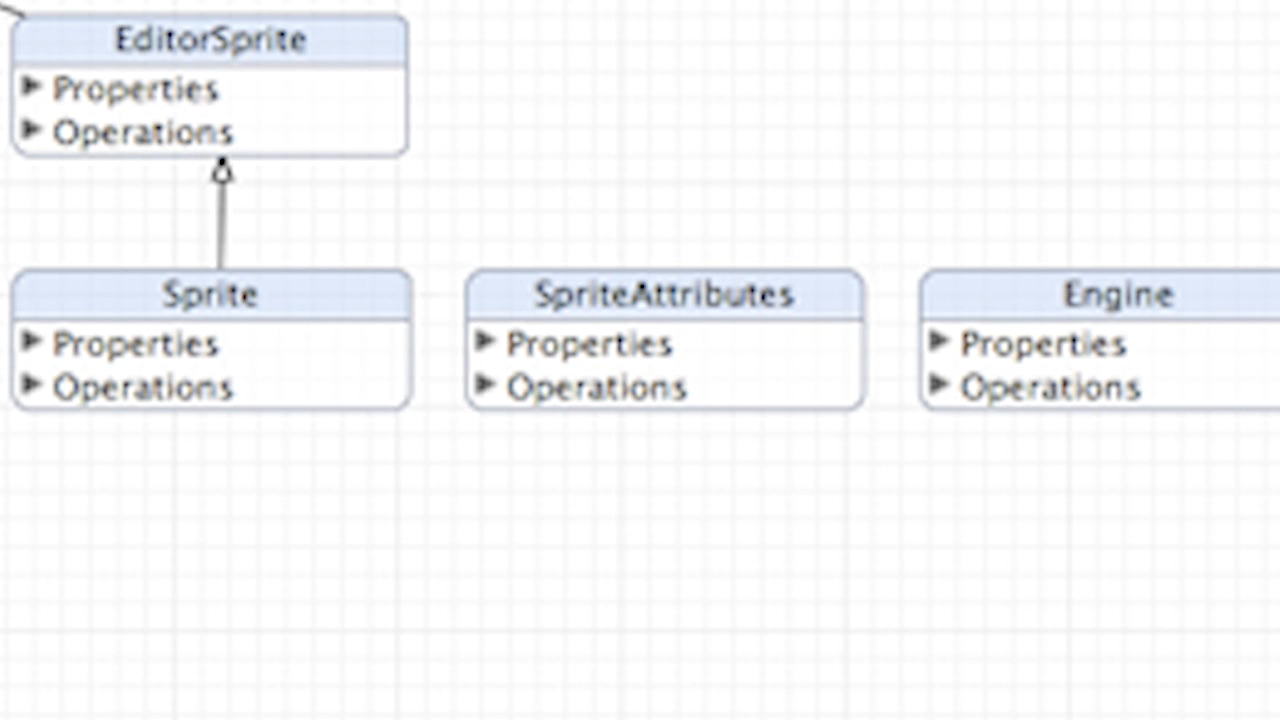 EditorSprite
Properties
Operations
Sprite
Properties
Operations
SpriteAttributes
Properties
Operations
Engine
Properties
Operations